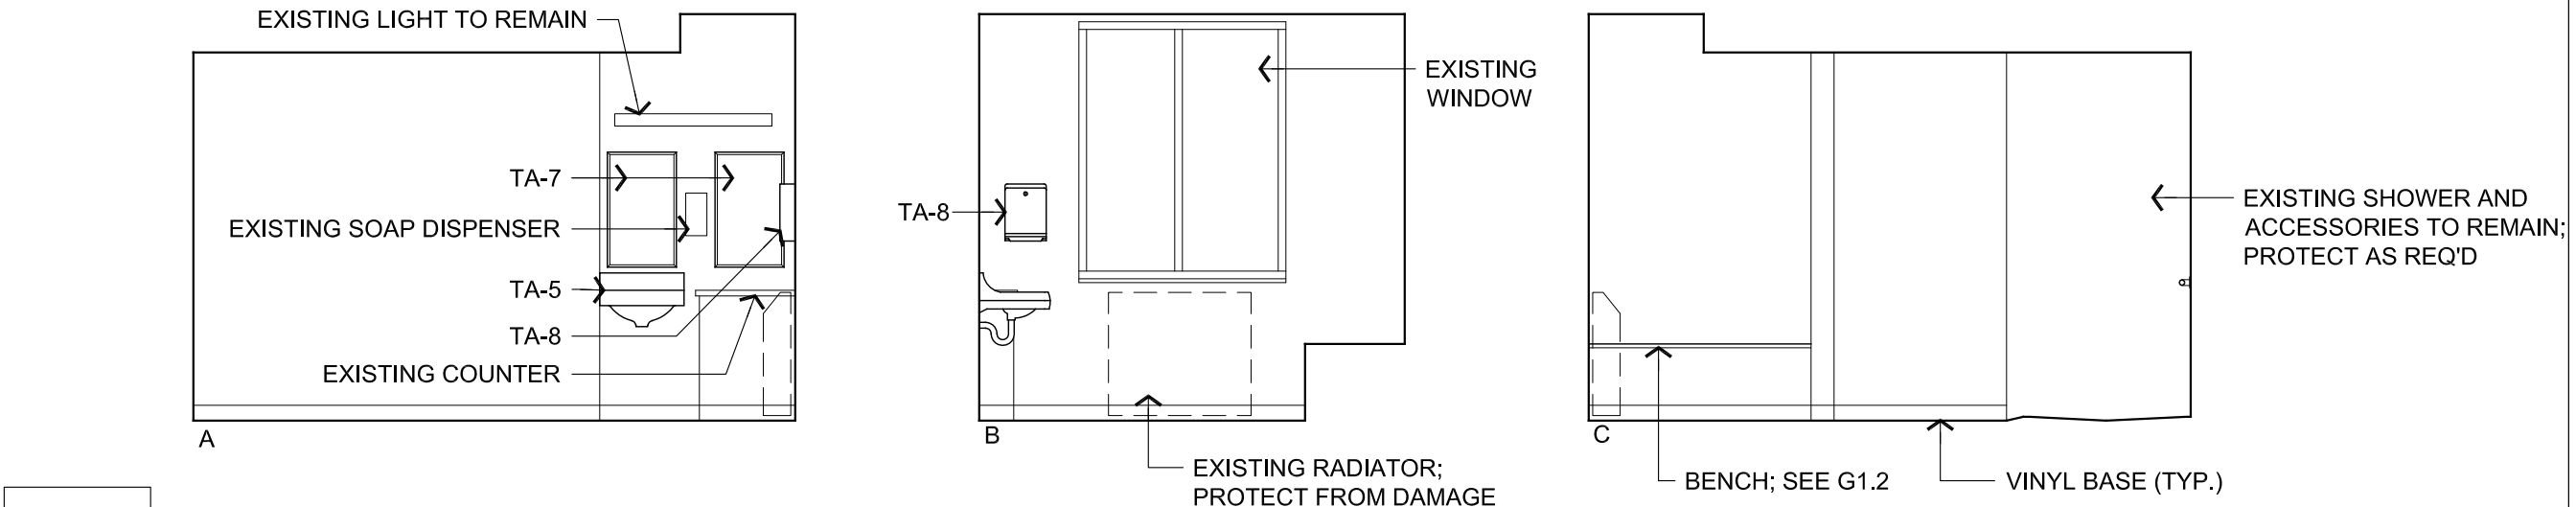 EXISTING LIGHT TO REMAIN
TA-7
EXISTING SOAP DISPENSER
TA-5
TA-8
EXISTING COUNTER
A
EXISTING
WINDOW
TA-8
B
EXISTING RADIATOR;
PROTECT FROM DAMAGE
EXISTING SHOWER AND
ACCESSORIES TO REMAIN;
PROTECT AS REQ'D
C
BENCH; SEE G1.2
VINYL BASE (TYP.)